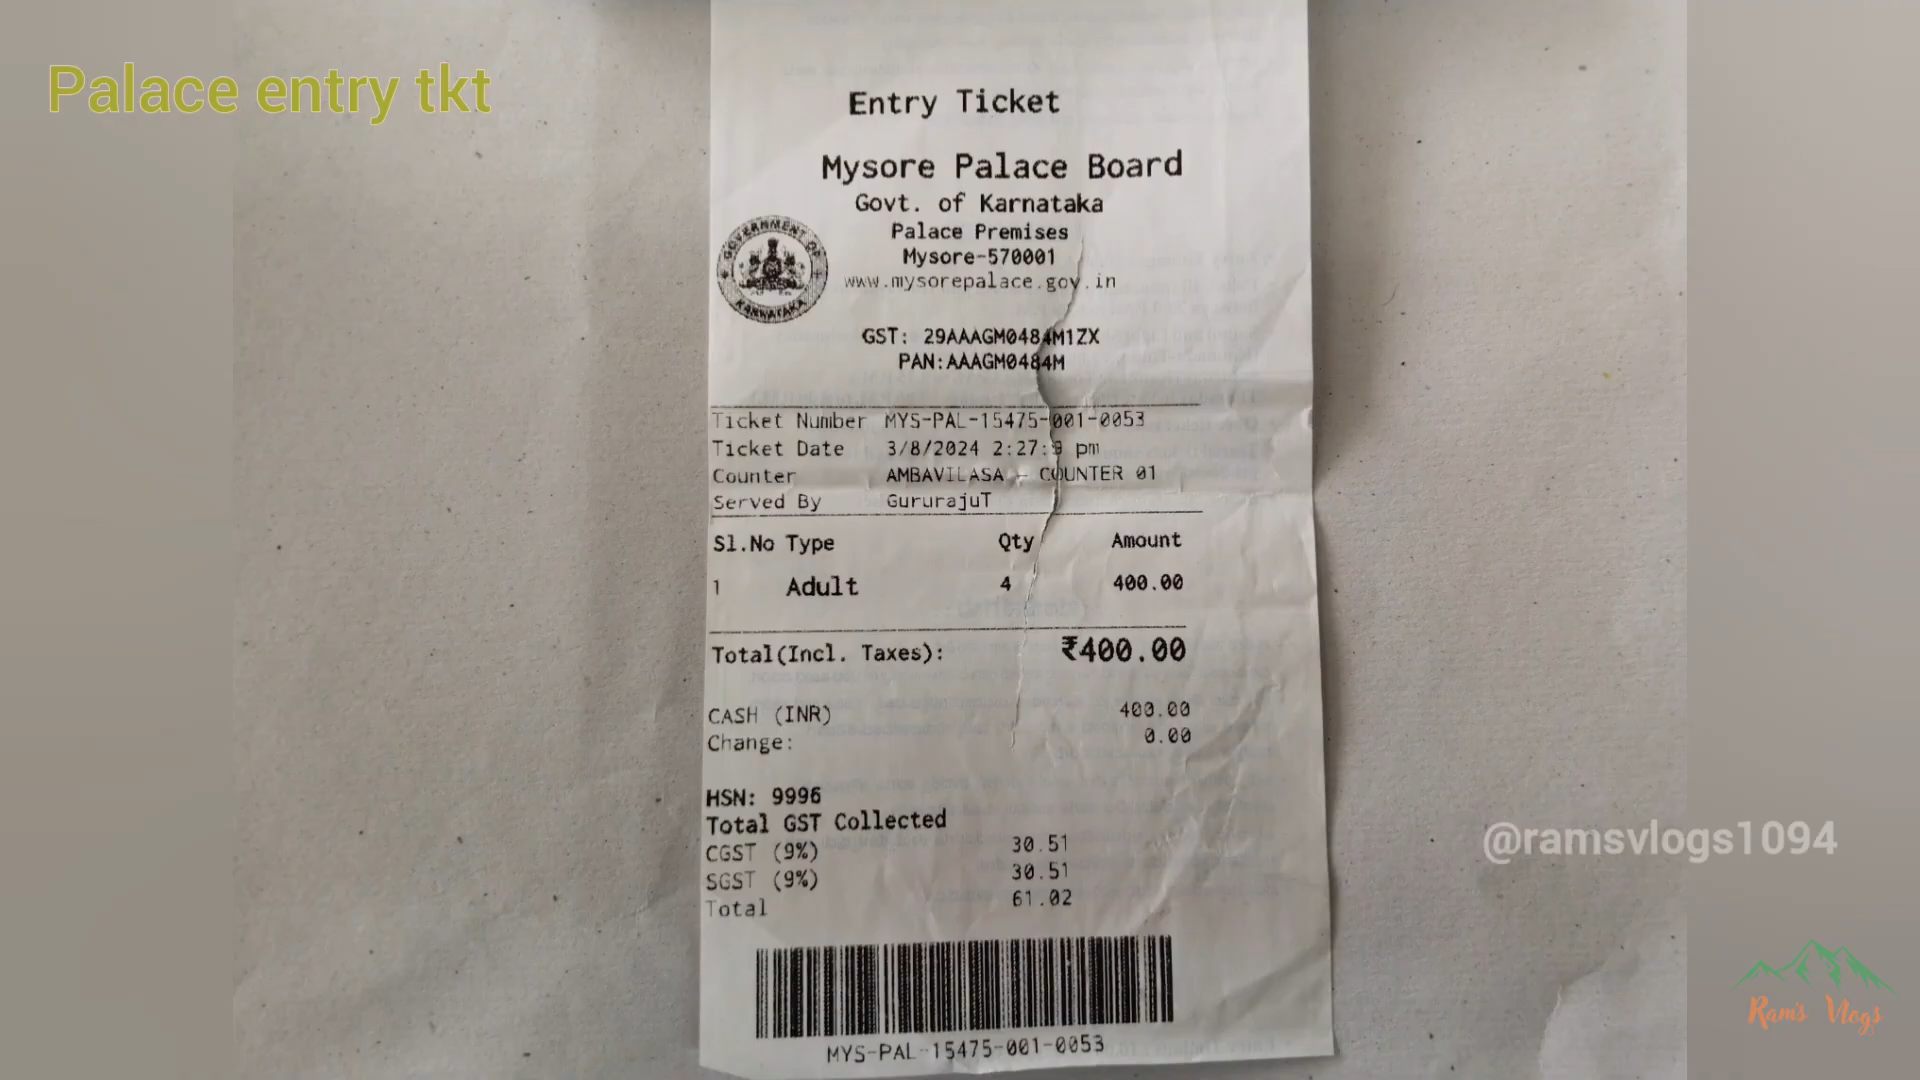 Palace entry tkt
Entry Ticket
Mysore Palace Board
Govt. of Karnataka
Palace Premises
Mysore-570001
www.mysorepalace.gov.in
GOVERNMENT OF
KARNATAKA
GST: 29AAAGM0484M1ZX
PAN:AAAGM0484M
Ticket Number MYS-PAL-15475-001-0053
Ticket Date 3/8/2024 2:27: pm
Counter AMBAVILASA - COUNTER 01
Served By GururajuT
Sl.No Type Qty Amount
1 Adult 4 400.00
Total(Incl. Taxes): ₹400.00
CASH (INR) 400.00
Change: 0.00
HSN: 9996
Total GST Collected
CGST (9%) 30.51
SGST (9%) 30.51
Total 61.02
MYS-PAL-15475-001-0053
@ramsvlogs1094
Ram's Vlogs